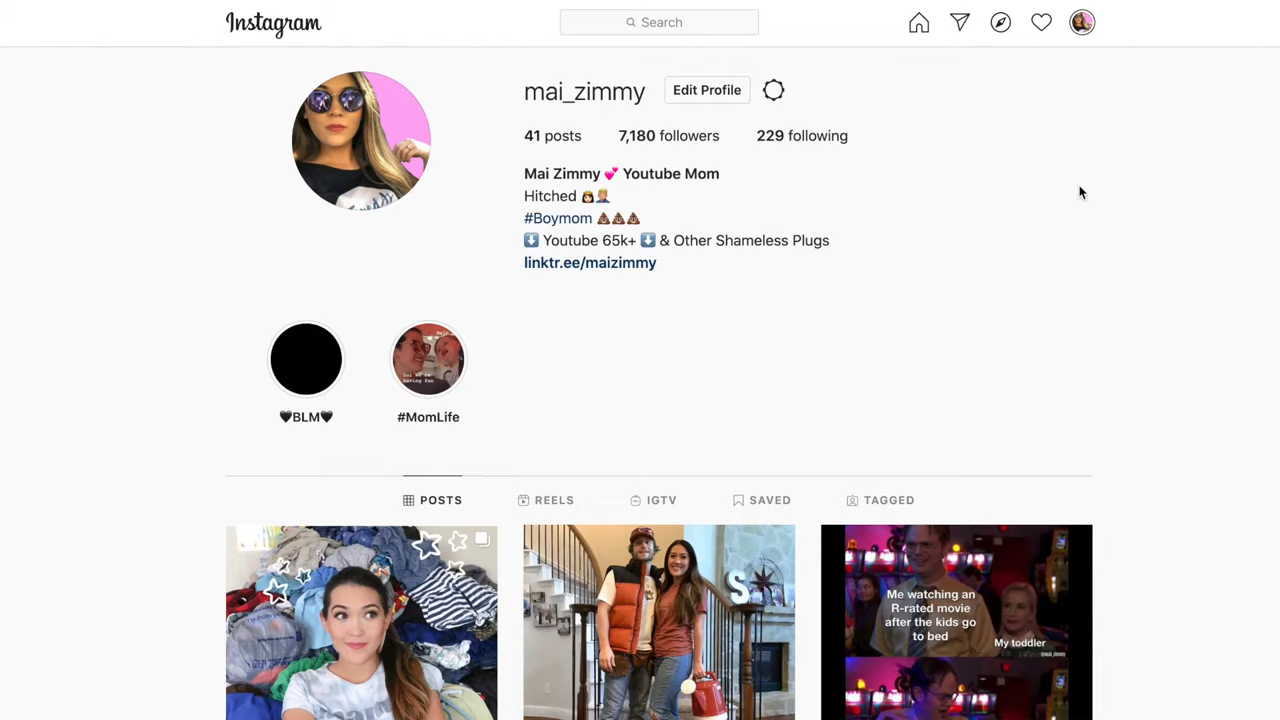 Instagram
Search
mai_zimmy
Edit Profile
41 posts 7,180 followers 229 following
Mai Zimmy 💕 Youtube Mom
Hitched 👰🏼🤵🏼
#Boymom 💩💩💩
⬇️ Youtube 65k+ ⬇️ & Other Shameless Plugs
linktr.ee/maizimmy
🖤BLM🖤
#MomLife
POSTS
REELS
IGTV
SAVED
TAGGED
S
Me watching an
R-rated movie
after the kids go
to bed
My toddler